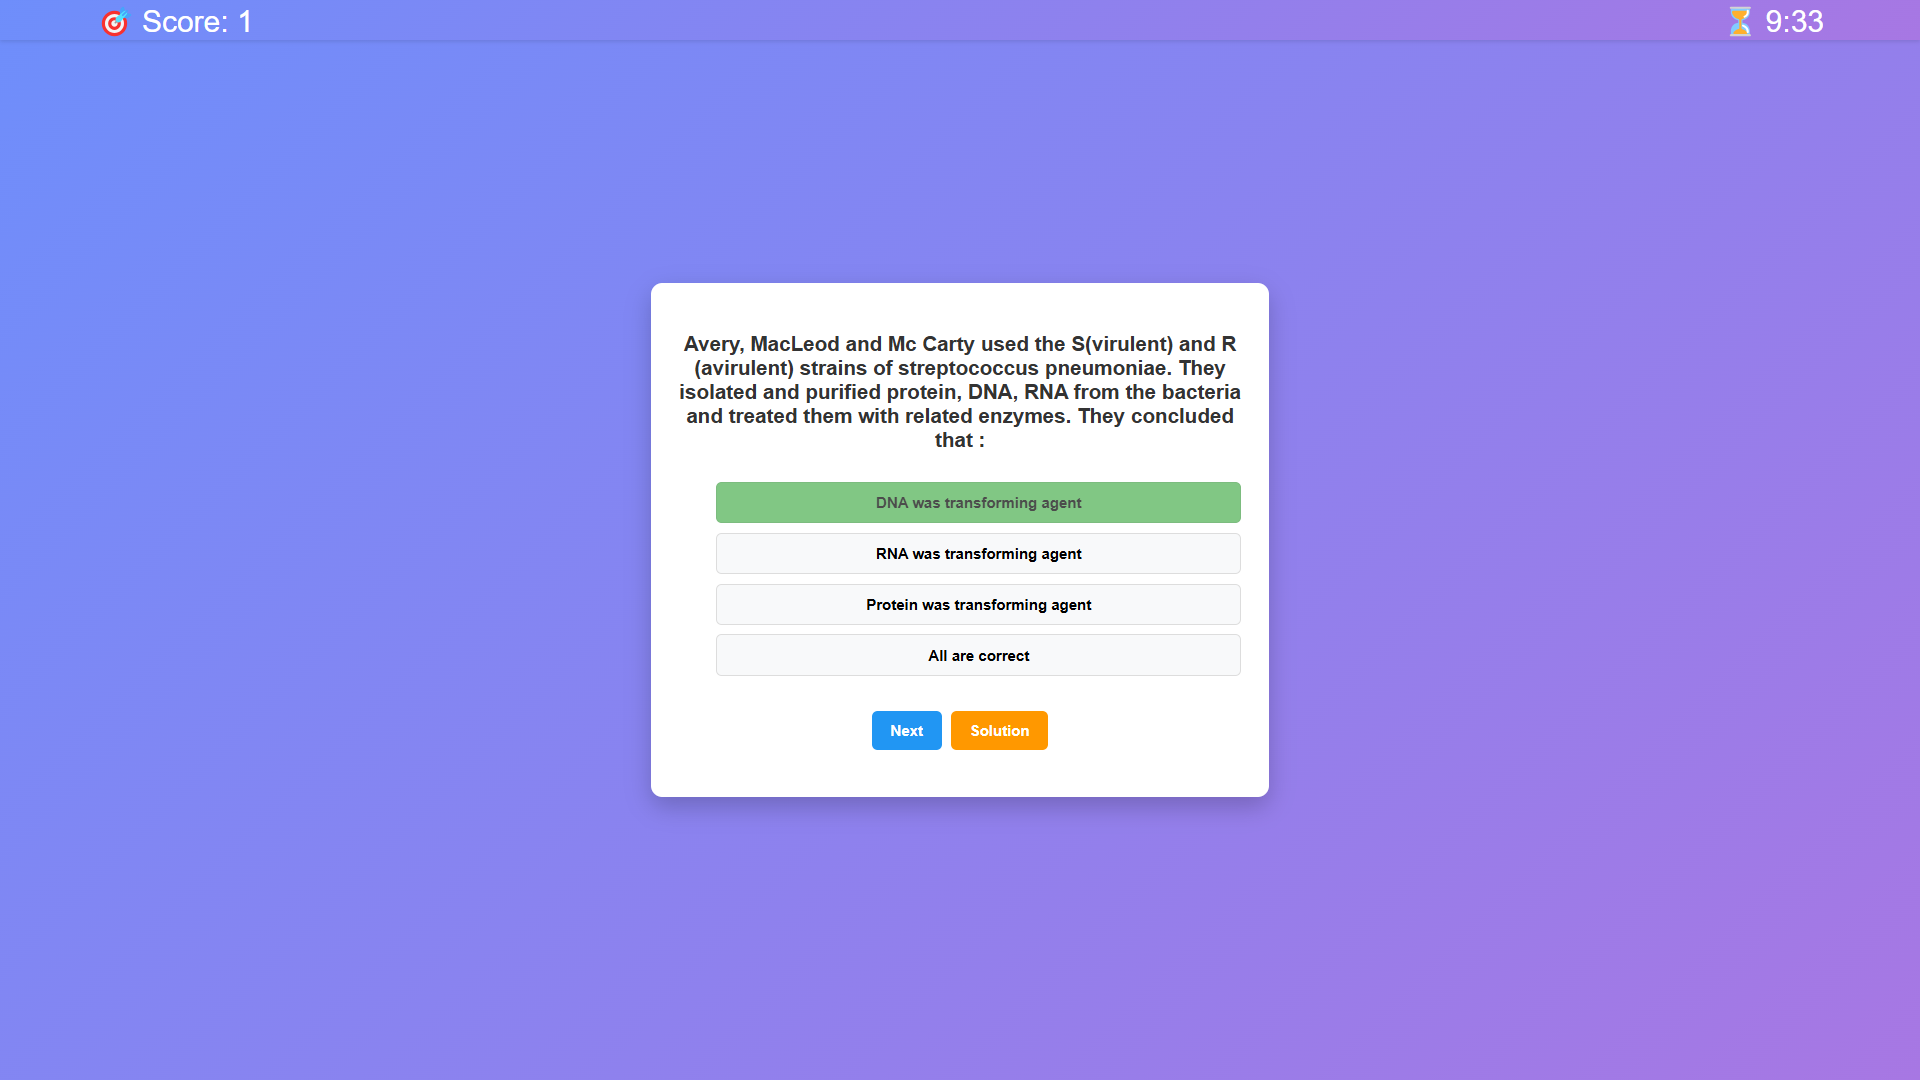 Score: 1
9:33
Avery, MacLeod and Mc Carty used the S(virulent) and R
(avirulent) strains of streptococcus pneumoniae. They
isolated and purified protein, DNA, RNA from the bacteria
and treated them with related enzymes. They concluded
that :
DNA was transforming agent
RNA was transforming agent
Protein was transforming agent
All are correct
Next
Solution